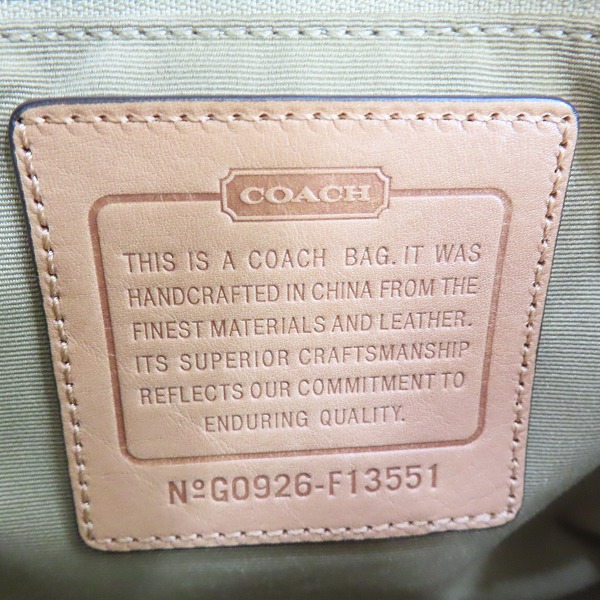 COACH
THIS IS A COACH BAG. IT WAS
HANDCRAFTED IN CHINA FROM THE
FINEST MATERIALS AND LEATHER.
ITS SUPERIOR CRAFTSMANSHIP
REFLECTS OUR COMMITMENT TO
ENDURING QUALITY.
NºG0926-F13551